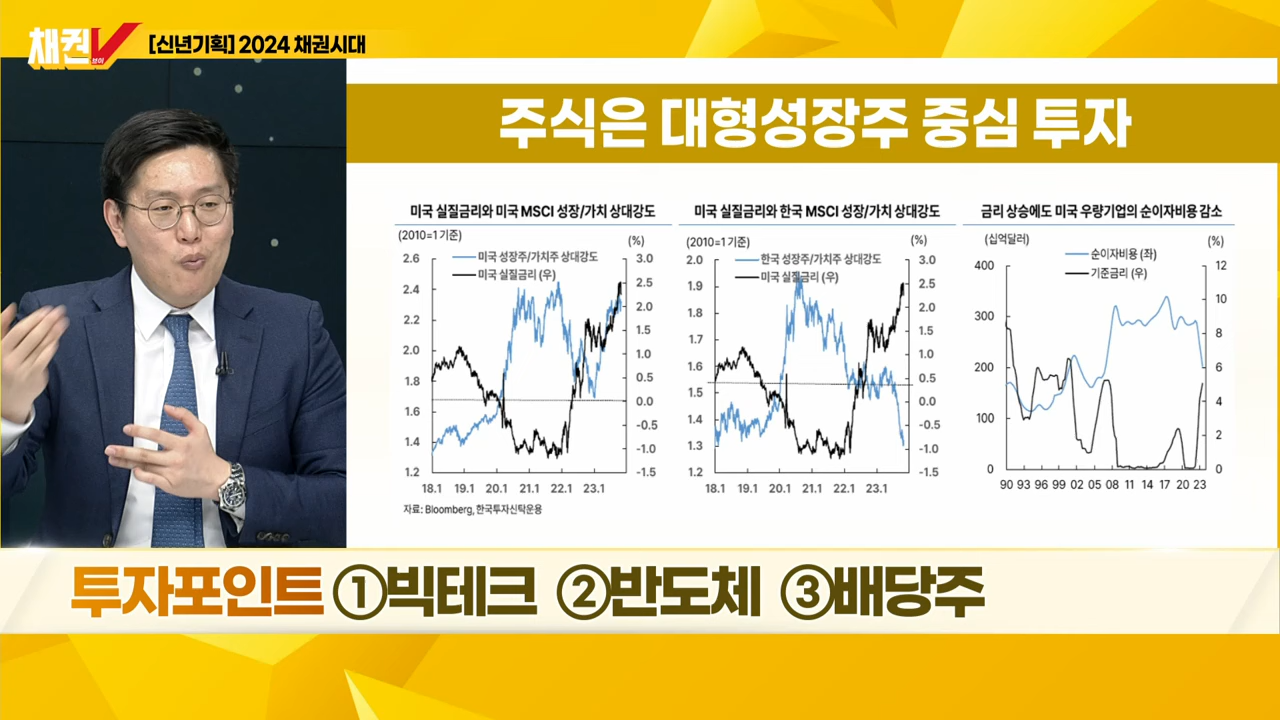 채권V
브이
[신년기획] 2024 채권시대
주식은 대형성장주 중심 투자
미국 실질금리와 미국 MSCI 성장/가치 상대강도
(2010=1 기준)
(%)
미국 성장주/가치주 상대강도
미국 실질금리 (우)
2.6
2.4
2.2
2.0
1.8
1.6
1.4
1.2
3.0
2.5
2.0
1.5
1.0
0.5
0.0
-0.5
-1.0
-1.5
18.1 19.1 20.1 21.1 22.1 23.1
자료: Bloomberg, 한국투자신탁운용
미국 실질금리와 한국 MSCI 성장/가치 상대강도
(2010=1 기준)
(%)
한국 성장주/가치주 상대강도
미국 실질금리 (우)
2.0
1.9
1.8
1.7
1.6
1.5
1.4
1.3
1.2
3.0
2.5
2.0
1.5
1.0
0.5
0.0
-0.5
-1.0
-1.5
18.1 19.1 20.1 21.1 22.1 23.1
금리 상승에도 미국 우량기업의 순이자비용 감소
(십억달러)
(%)
순이자비용 (좌)
기준금리 (우)
400
300
200
100
0
12
10
8
6
4
2
0
90 93 96 99 02 05 08 11 14 17 20 23
투자포인트 ①빅테크 ②반도체 ③배당주